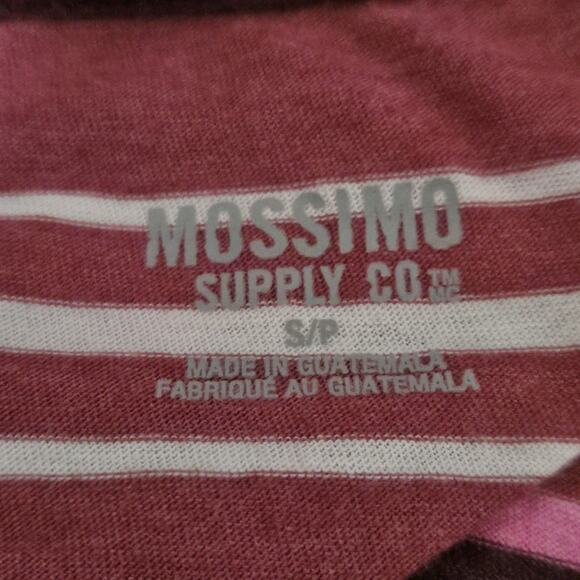 MOSSIMO
SUPPLY CO.™ MC
S/P
MADE IN GUATEMALA
FABRIQUÉ AU GUATEMALA